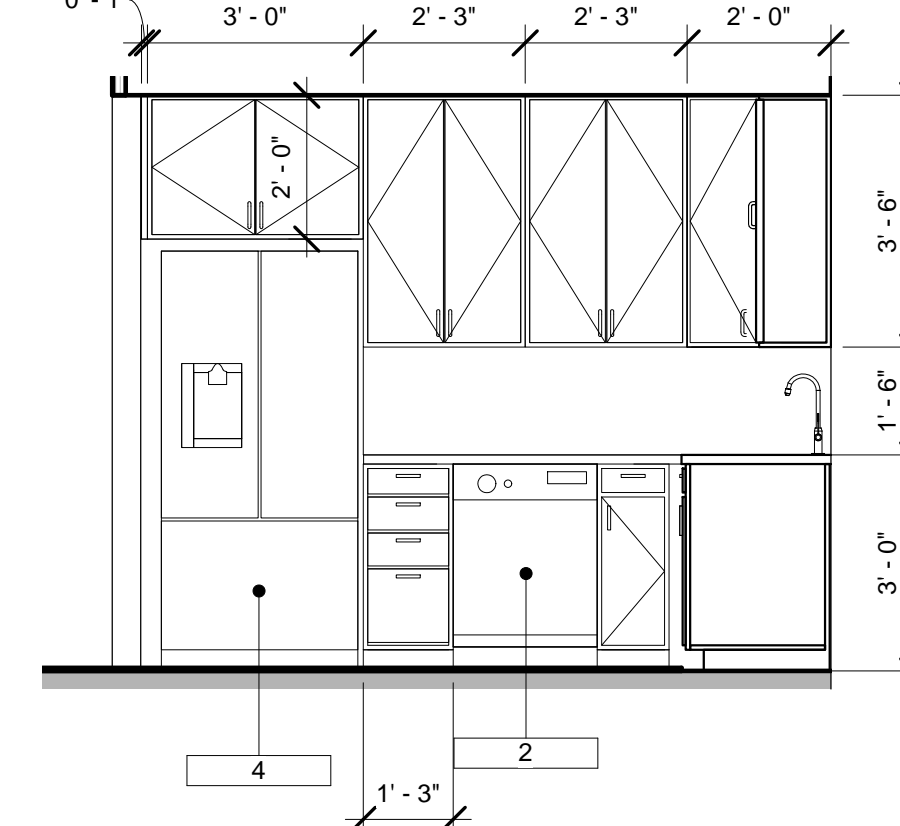 3' - 0"
2' - 3"
2' - 3"
2' - 0"
2' - 0"
3' - 6"
1' - 6"
3' - 0"
4
2
1' - 3"